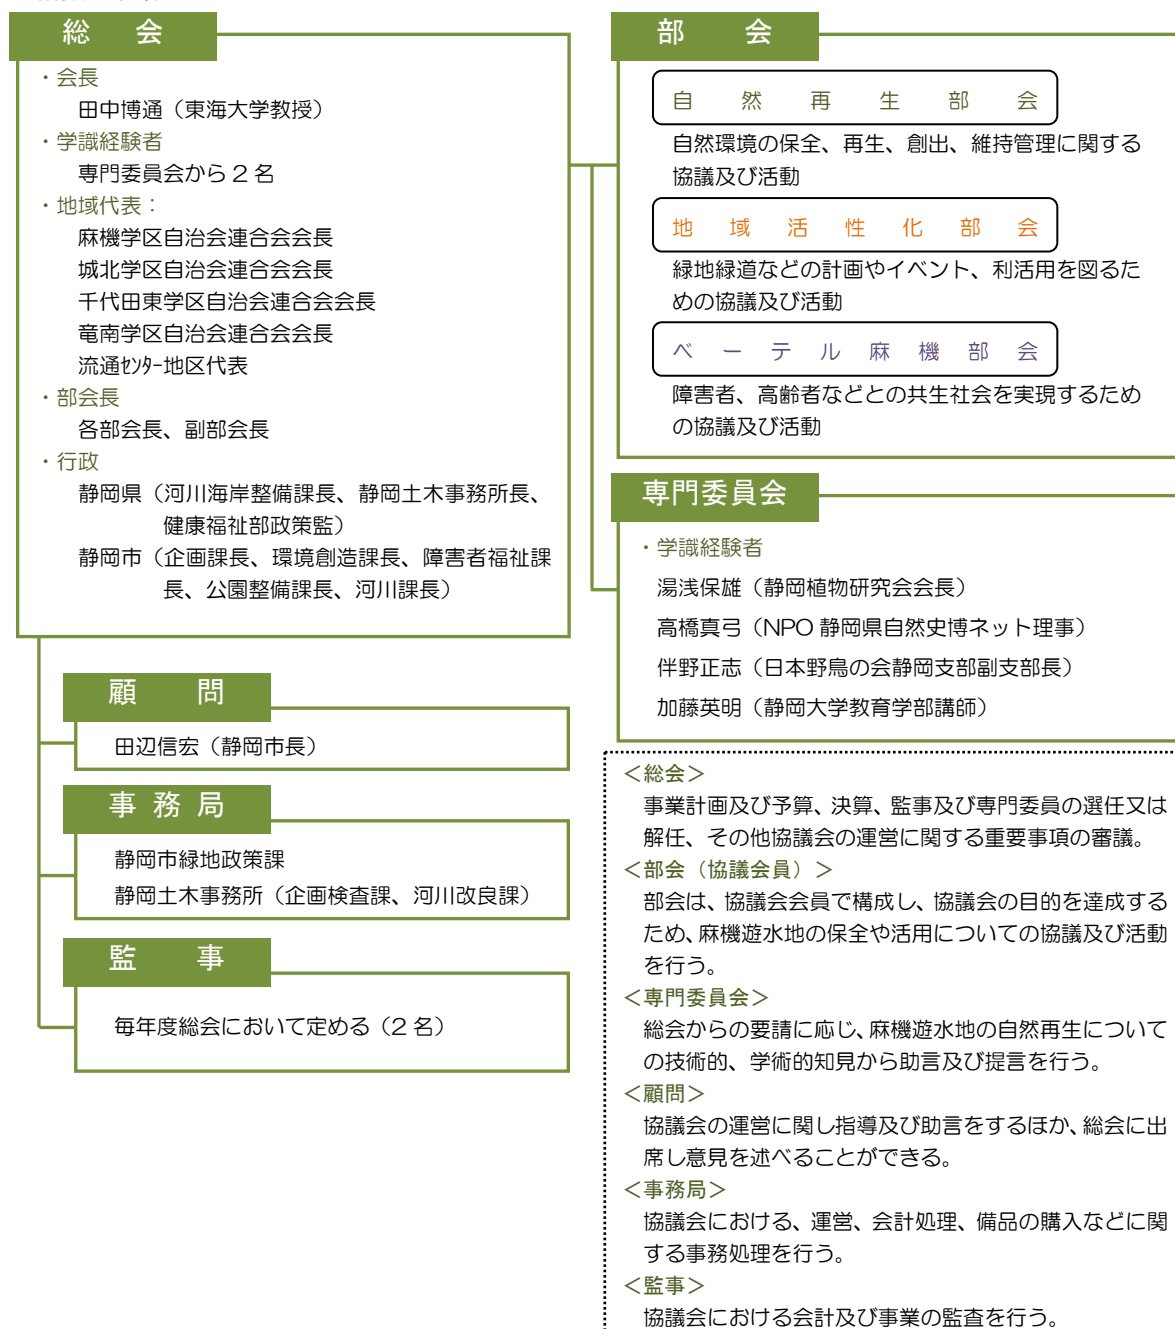 総会
・会長
田中博通（東海大学教授）
・学識経験者
専門委員会から２名
・地域代表：
麻機学区自治会連合会会長
城北学区自治会連合会会長
千代田東学区自治会連合会会長
竜南学区自治会連合会会長
流通ｾﾝﾀｰ地区代表
・部会長
各部会長、副部会長
・行政
静岡県（河川海岸整備課長、静岡土木事務所長、
健康福祉部政策監）
静岡市（企画課長、環境創造課長、障害者福祉課
長、公園整備課長、河川課長）
顧問
田辺信宏（静岡市長）
事務局
静岡市緑地政策課
静岡土木事務所（企画検査課、河川改良課）
監事
毎年度総会において定める（２名）
部会
自然再生部会
自然環境の保全、再生、創出、維持管理に関する
協議及び活動
地域活性化部会
緑地緑道などの計画やイベント、利活用を図るた
めの協議及び活動
ベーテル麻機部会
障害者、高齢者などとの共生社会を実現するため
の協議及び活動
専門委員会
・学識経験者
湯浅保雄（静岡植物研究会会長）
高橋真弓（NPO 静岡県自然史博ネット理事）
伴野正志（日本野鳥の会静岡支部副支部長）
加藤英明（静岡大学教育学部講師）
＜総会＞
事業計画及び予算、決算、監事及び専門委員の選任又は
解任、その他協議会の運営に関する重要事項の審議。
＜部会（協議会員）＞
部会は、協議会会員で構成し、協議会の目的を達成する
ため、麻機遊水地の保全や活用についての協議及び活動
を行う。
＜専門委員会＞
総会からの要請に応じ、麻機遊水地の自然再生について
の技術的、学術的知見から助言及び提言を行う。
＜顧問＞
協議会の運営に関し指導及び助言をするほか、総会に出
席し意見を述べることができる。
＜事務局＞
協議会における、運営、会計処理、備品の購入などに関
する事務処理を行う。
＜監事＞
協議会における会計及び事業の監査を行う。